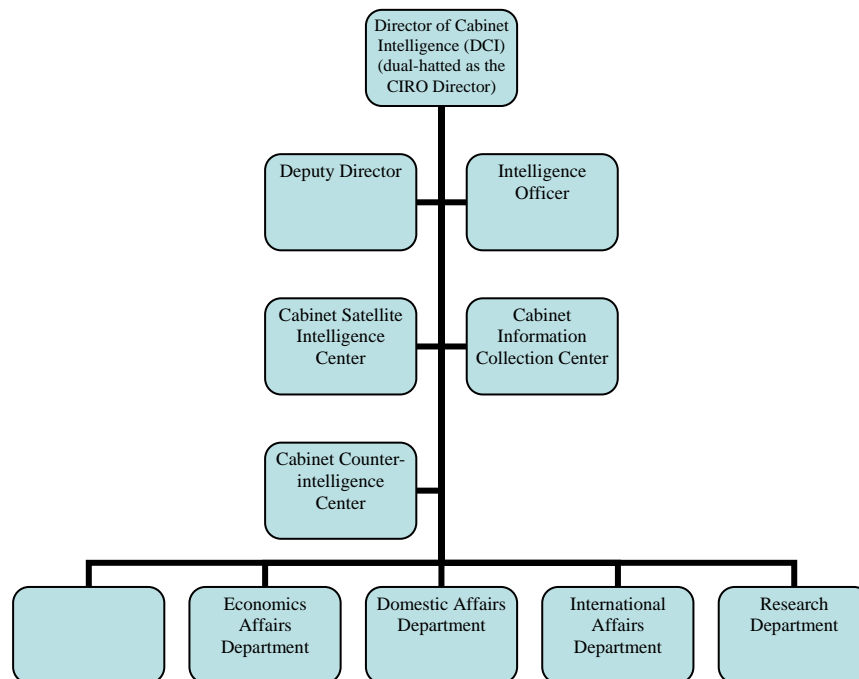 Director of Cabinet
Intelligence (DCI)
(dual-hatted as the
CIRO Director)
Deputy Director
Intelligence
Officer
Cabinet Satellite
Intelligence
Center
Cabinet
Information
Collection Center
Cabinet Counter-
intelligence
Center
Economics
Affairs
Department
Domestic Affairs
Department
International
Affairs
Department
Research
Department